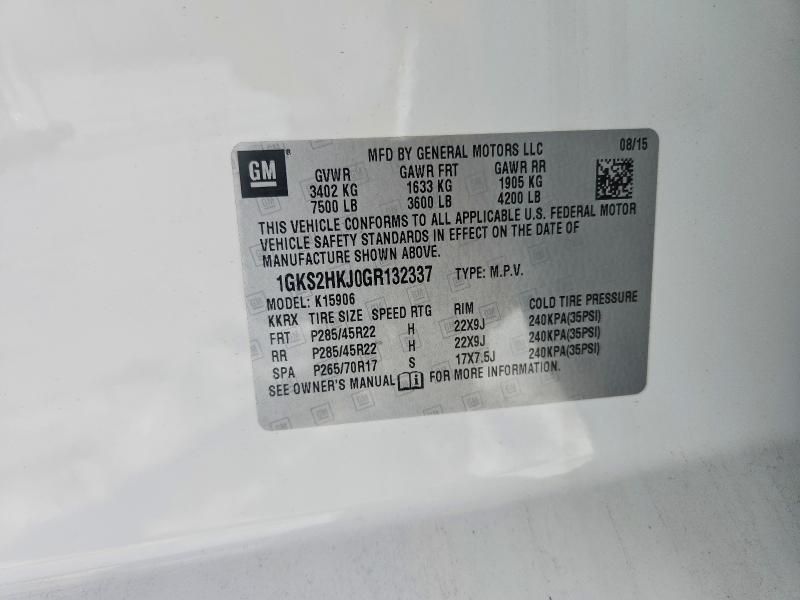 GM ®
MFD BY GENERAL MOTORS LLC 08/15
GVWR GAWR FRT GAWR RR
3402 KG 1633 KG 1905 KG
7500 LB 3600 LB 4200 LB
THIS VEHICLE CONFORMS TO ALL APPLICABLE U.S. FEDERAL MOTOR
VEHICLE SAFETY STANDARDS IN EFFECT ON THE DATE OF
MANUFACTURE SHOWN ABOVE.
1GKS2HKJ0GR132337 TYPE: M.P.V.
MODEL: K15906
KKRX TIRE SIZE SPEED RTG RIM COLD TIRE PRESSURE
FRT P285/45R22 H 22X9J 240KPA(35PSI)
RR P285/45R22 H 22X9J 240KPA(35PSI)
SPA P265/70R17 S 17X7.5J 240KPA(35PSI)
SEE OWNER'S MANUAL FOR MORE INFORMATION.